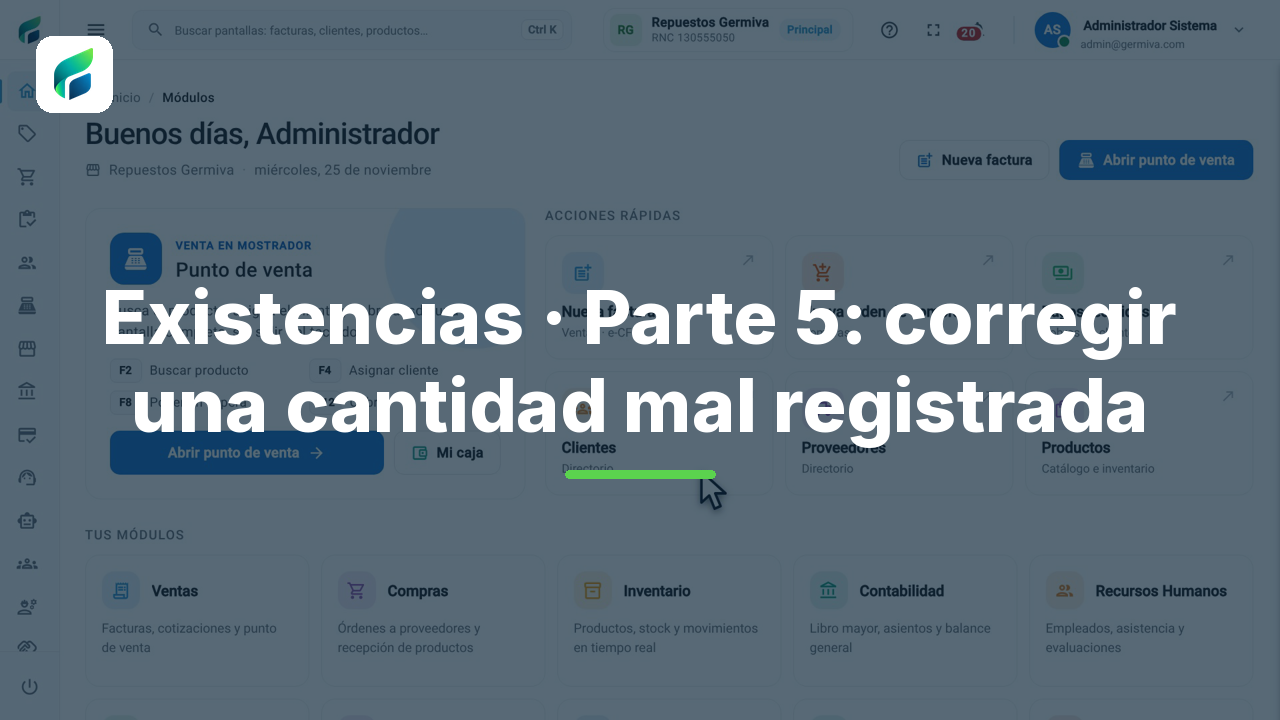 Buscar pantallas: facturas, clientes, productos...
Ctrl K
RG
Repuestos Germiva
RNC 130555050
Principal
20
AS
Administrador Sistema
admin@germiva.com
Inicio / Módulos
Buenos días, Administrador
Repuestos Germiva · miércoles, 25 de noviembre
Nueva factura
Abrir punto de venta
VENTA EN MOSTRADOR
Punto de venta
ACCIONES RÁPIDAS
Existencias · Parte 5: corregir
una cantidad mal registrada
F2 Buscar producto
F4 Asignar cliente
F8
Abrir punto de venta
Mi caja
Clientes
Directorio
Proveedores
Directorio
Productos
Catálogo e inventario
TUS MÓDULOS
Ventas
Facturas, cotizaciones y punto
de venta
Compras
Órdenes a proveedores y
recepción de productos
Inventario
Productos, stock y movimientos
en tiempo real
Contabilidad
Libro mayor, asientos y balance
general
Recursos Humanos
Empleados, asistencia y
evaluaciones